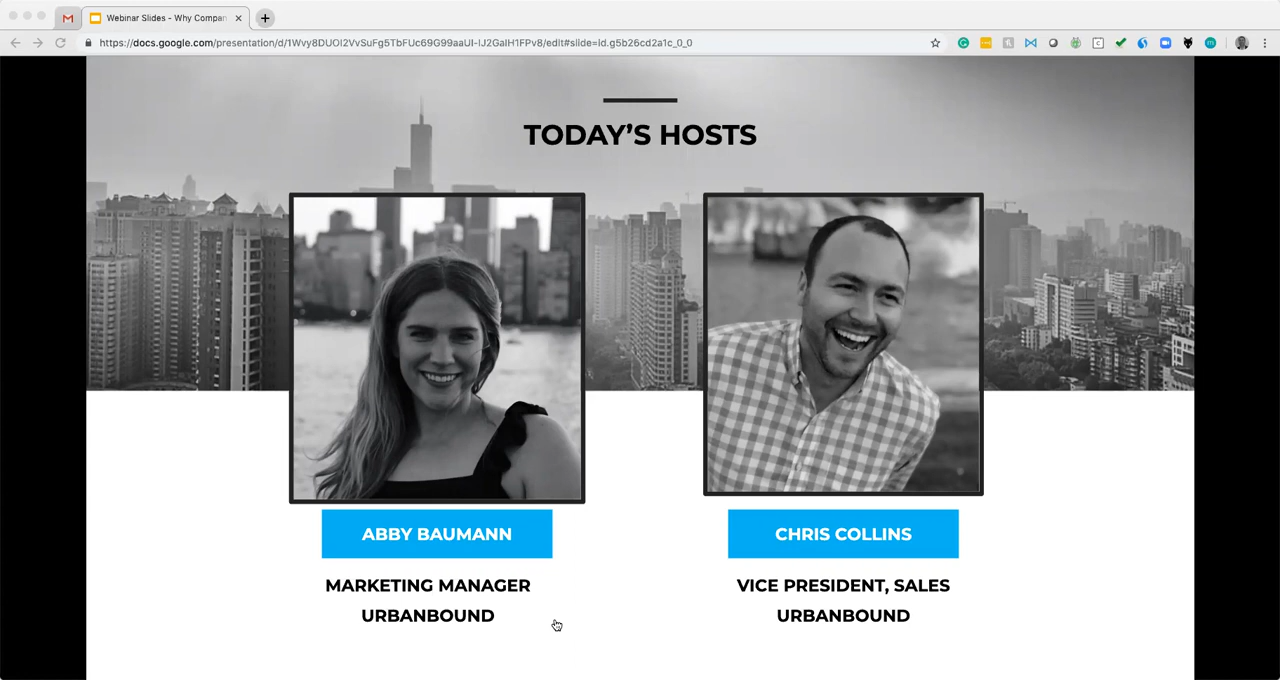 Webinar Slides - Why Compan
https://docs.google.com/presentation/d/1Wvy8DUOI2VvSuFg5TbFUc69G99aaUI-IJ2GalH1FPv8/edit#slide=id.g5b26cd2a1c_0_0
TODAY’S HOSTS
ABBY BAUMANN
MARKETING MANAGER
URBANBOUND
CHRIS COLLINS
VICE PRESIDENT, SALES
URBANBOUND